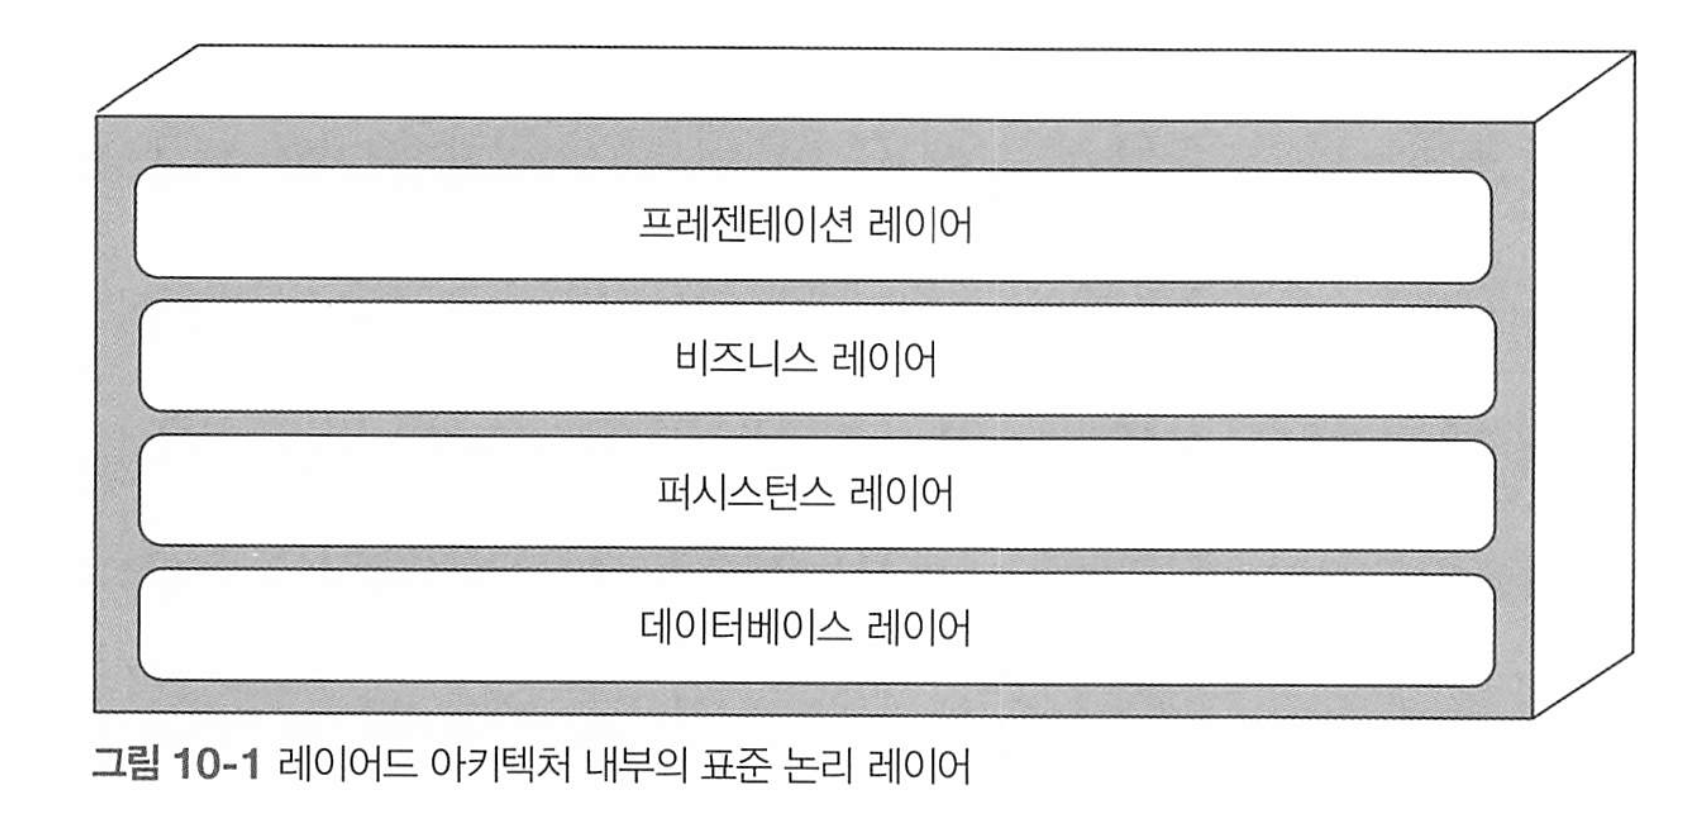 프레젠테이션 레이어
비즈니스 레이어
퍼시스턴스 레이어
데이터베이스 레이어
그림 10-1 레이어드 아키텍처 내부의 표준 논리 레이어